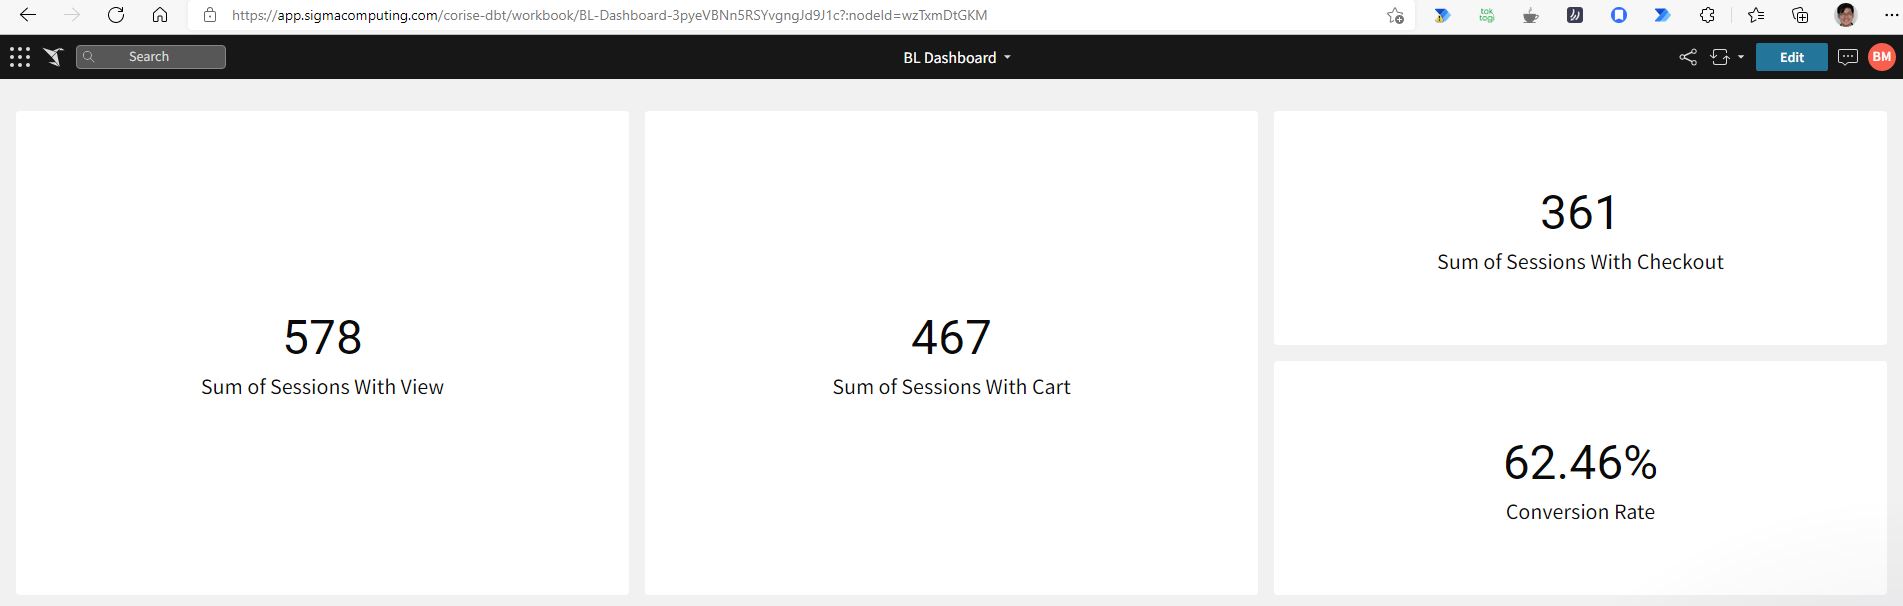 https://app.sigmacomputing.com/corise-dbt/workbook/BL-Dashboard-3pyeVBNn5RSYvgngJd9J1c?:nodeId=wzTxmDtGKM
tok
togi
Search
BL Dashboard
Edit
BM
578
Sum of Sessions With View
467
Sum of Sessions With Cart
361
Sum of Sessions With Checkout
62.46%
Conversion Rate